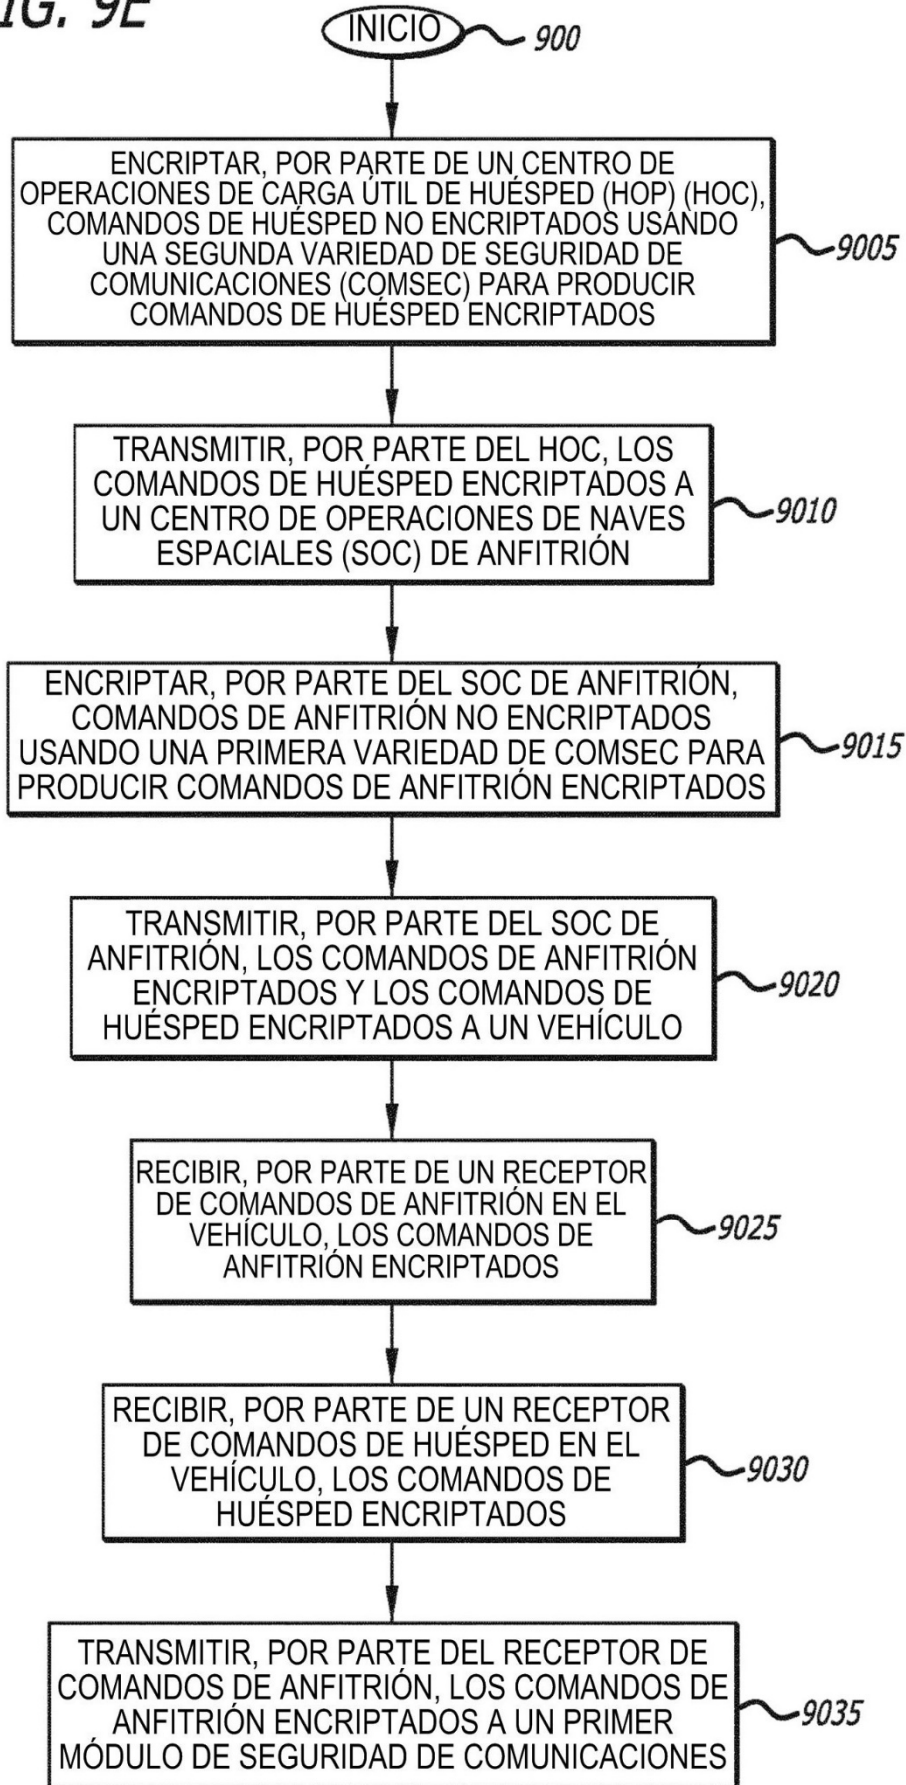 IG. 9E
INICIO
900
ENCRIPTAR, POR PARTE DE UN CENTRO DE
OPERACIONES DE CARGA ÚTIL DE HUÉSPED (HOP) (HOC),
COMANDOS DE HUÉSPED NO ENCRIPTADOS USANDO
UNA SEGUNDA VARIEDAD DE SEGURIDAD DE
COMUNICACIONES (COMSEC) PARA PRODUCIR
COMANDOS DE HUÉSPED ENCRIPTADOS
9005
TRANSMITIR, POR PARTE DEL HOC, LOS
COMANDOS DE HUÉSPED ENCRIPTADOS A
UN CENTRO DE OPERACIONES DE NAVES
ESPACIALES (SOC) DE ANFITRIÓN
9010
ENCRIPTAR, POR PARTE DEL SOC DE ANFITRIÓN,
COMANDOS DE ANFITRIÓN NO ENCRIPTADOS
USANDO UNA PRIMERA VARIEDAD DE COMSEC PARA
PRODUCIR COMANDOS DE ANFITRIÓN ENCRIPTADOS
9015
TRANSMITIR, POR PARTE DEL SOC DE
ANFITRIÓN, LOS COMANDOS DE ANFITRIÓN
ENCRIPTADOS Y LOS COMANDOS DE
HUÉSPED ENCRIPTADOS A UN VEHÍCULO
9020
RECIBIR, POR PARTE DE UN RECEPTOR
DE COMANDOS DE ANFITRIÓN EN EL
VEHÍCULO, LOS COMANDOS DE
ANFITRIÓN ENCRIPTADOS
9025
RECIBIR, POR PARTE DE UN RECEPTOR
DE COMANDOS DE HUÉSPED EN EL
VEHÍCULO, LOS COMANDOS DE
HUÉSPED ENCRIPTADOS
9030
TRANSMITIR, POR PARTE DEL RECEPTOR DE
COMANDOS DE ANFITRIÓN, LOS COMANDOS DE
ANFITRIÓN ENCRIPTADOS A UN PRIMER
MÓDULO DE SEGURIDAD DE COMUNICACIONES
9035